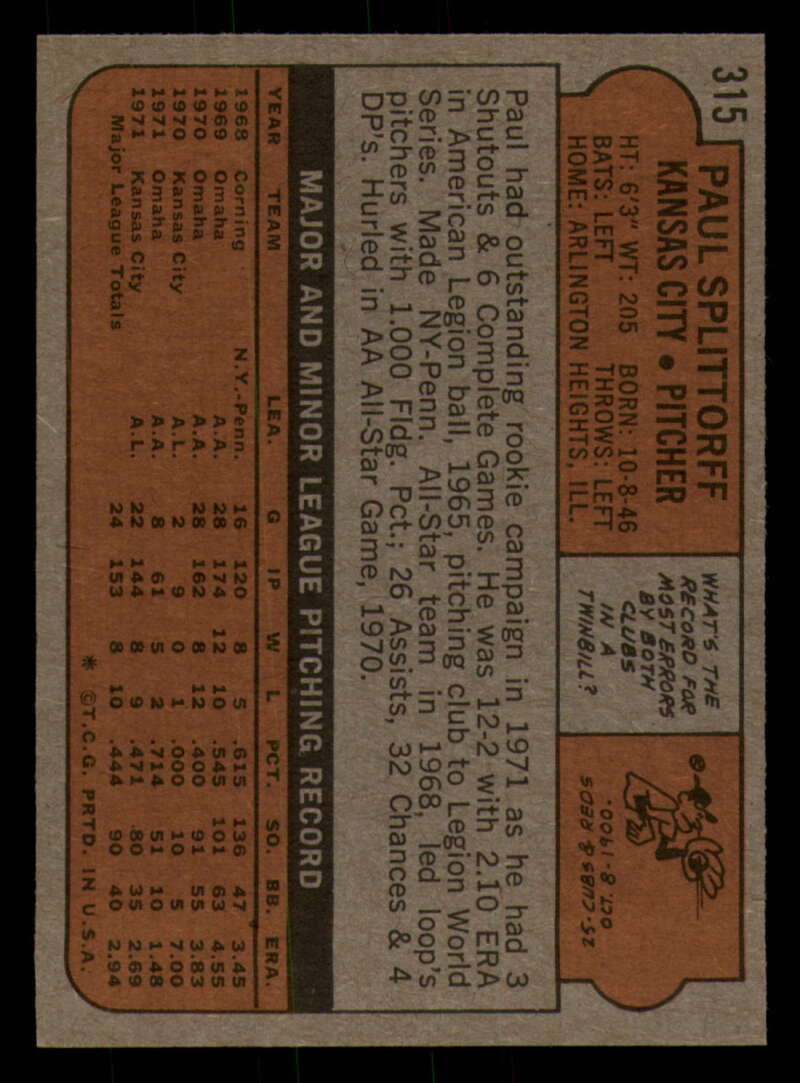 315
PAUL SPLITTORFF
KANSAS CITY • PITCHER
HT: 6'3" WT: 205 BORN: 10-8-46
BATS: LEFT THROWS: LEFT
HOME: ARLINGTON HEIGHTS, ILL.
WHAT'S THE
RECORD FOR
MOST ERRORS
BY BOTH
CLUBS
IN A
TWINBILL?
25-CUBS & REDS
OCT. 8-1900.
Paul had outstanding rookie campaign in 1971 as he had 3
Shutouts & 6 Complete Games. He was 12-2 with 2.10 ERA
in American Legion ball, 1965, pitching club to Legion World
Series. Made NY-Penn. All-Star team in 1968, led loop's
pitchers with 1.000 Fldg. Pct.; 26 Assists, 32 Chances & 4
DP's. Hurled in AA All-Star Game, 1970.
MAJOR AND MINOR LEAGUE PITCHING RECORD
YEAR TEAM LEA. G IP W L PCT. SO. BB. ERA.
1968 Corning N.Y.-Penn. 16 120 8 5 .615 136 47 3.45
1969 Omaha A.A. 28 174 12 10 .545 101 63 4.55
1970 Omaha A.A. 28 162 8 12 .400 91 55 3.83
1970 Kansas City A.L. 2 9 0 1 .000 10 5 7.00
1971 Omaha A.A. 8 61 5 2 .714 51 10 1.48
1971 Kansas City A.L. 22 144 8 9 .471 80 35 2.69
Major League Totals 24 153 8 10 .444 90 40 2.94
* ©T.C.G. PRTD. IN U.S.A.